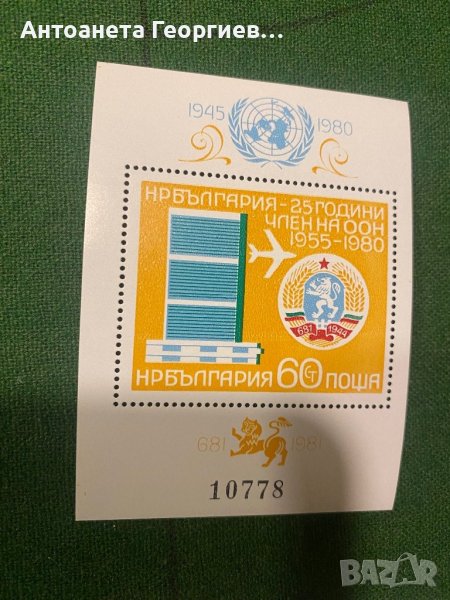 Антоанета Георгиев...
1945 1980
НРБЪЛГАРИЯ-25 ГОДИНИ
ЧЛЕН НА ООН
1955-1980
681 1944
НРБЪЛГАРИЯ 60 СТ ПОЩА
681 1981
10778
BAZAR